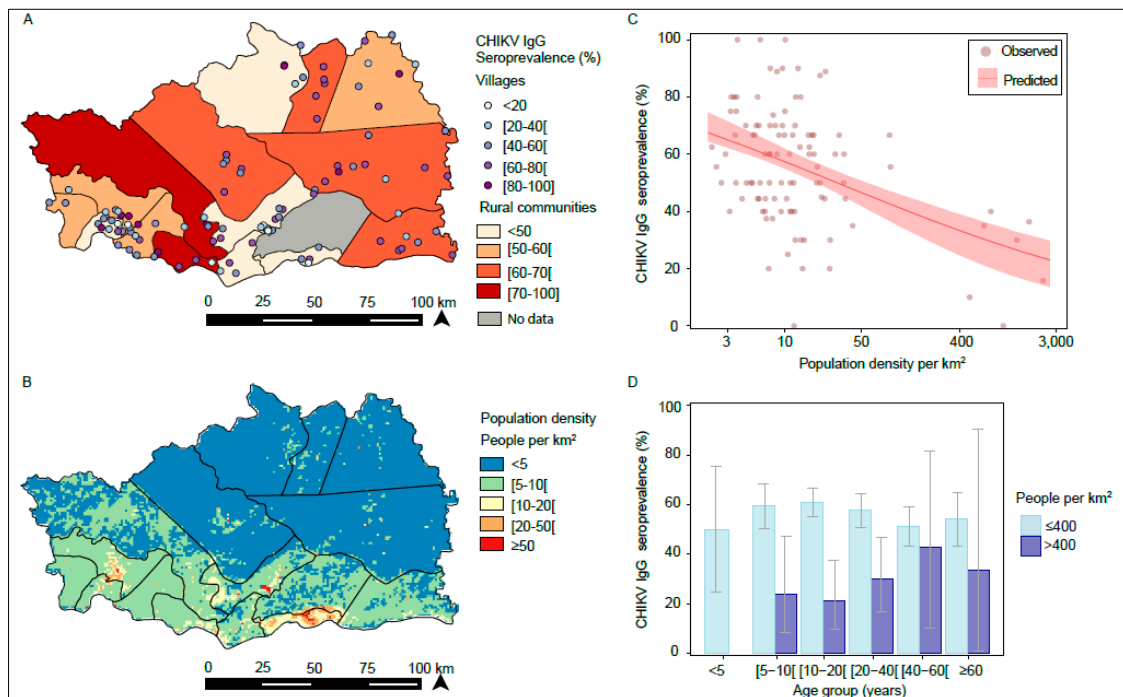 A
CHIKV IgG
Seroprevalence (%)
Villages
<20
[20-40[
[40-60[
[60-80[
[80-100]
Rural communities
<50
[50-60[
[60-70[
[70-100]
No data
0 25 50 75 100 km
B
Population density
People per km²
<5
[5-10[
[10-20[
[20-50[
≥50
0 25 50 75 100 km
C
CHIKV IgG seroprevalence (%)
100
80
60
40
20
0
3 10 50 400 3,000
Population density per km²
Observed
Predicted
D
CHIKV IgG seroprevalence (%)
100
80
60
40
20
0
<5 [5−10[ [10−20[ [20−40[ [40−60[ ≥60
Age group (years)
People per km²
≤400
>400